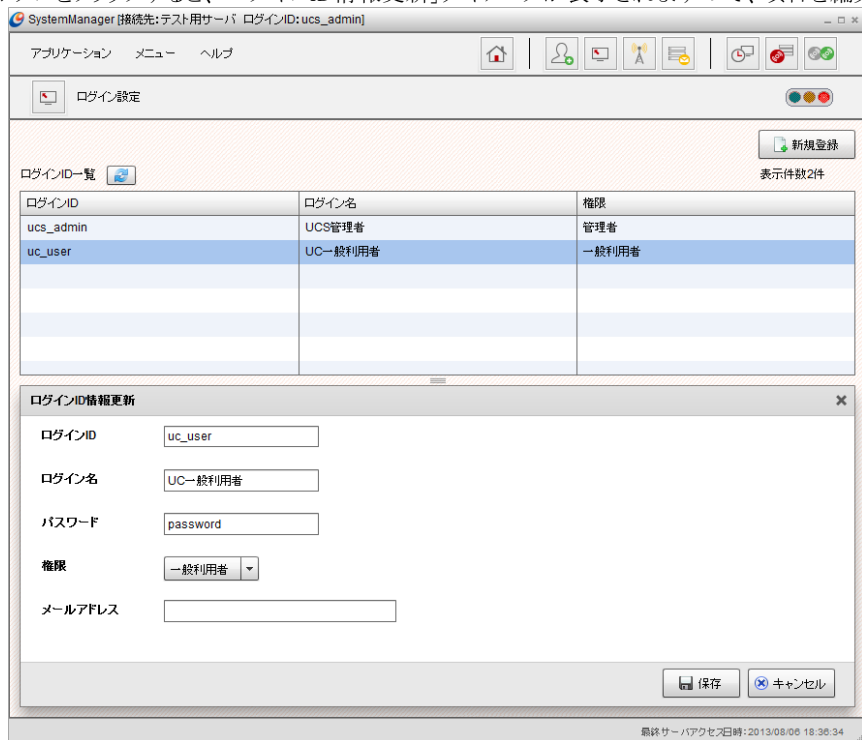 SystemManager [接続先:テスト用サーバ ログインID:ucs_admin]
アプリケーション メニュー ヘルプ
ログイン設定
新規登録
ログインID一覧
表示件数2件
ログインID ログイン名 権限
ucs_admin UCS管理者 管理者
uc_user UC一般利用者 一般利用者
ログインID情報更新
ログインID uc_user
ログイン名 UC一般利用者
パスワード password
権限 一般利用者
メールアドレス
保存 キャンセル
最終サーバアクセス日時:2013/08/06 18:36:34